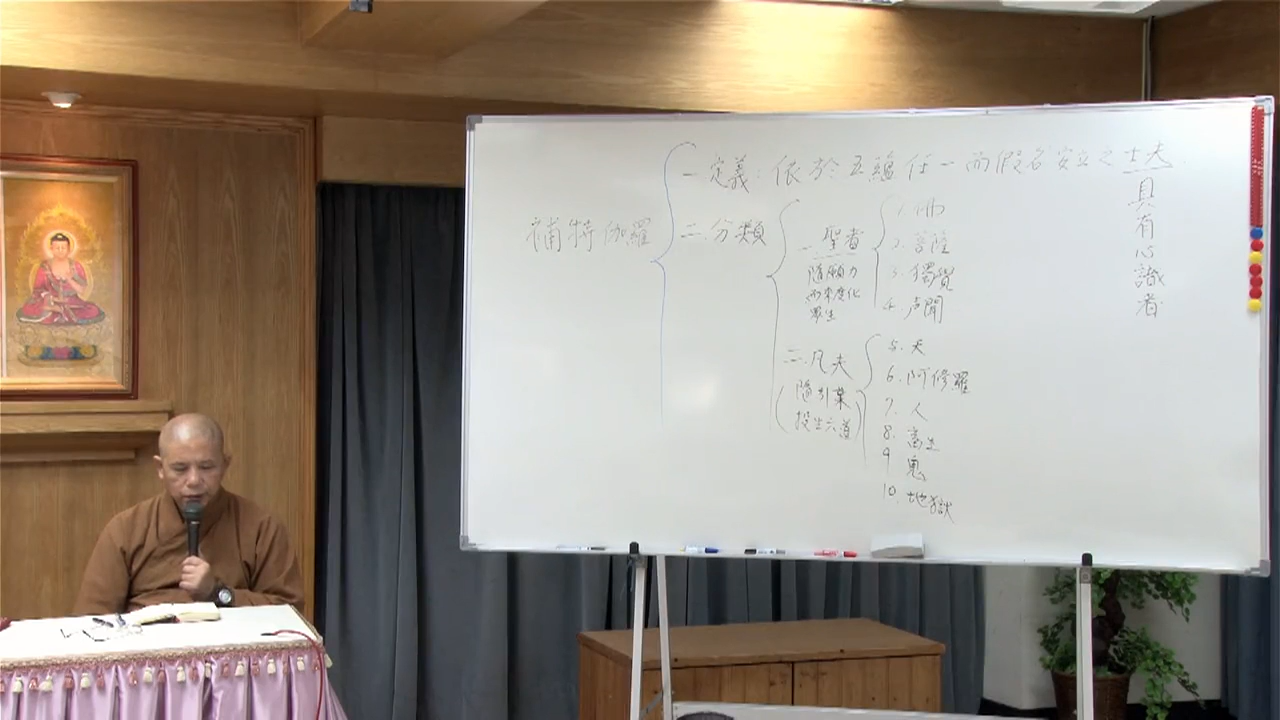 補特伽羅
一定義：依於五蘊任一而假名安立之士夫
具有心識者
二.分類
一.聖者
隨願力
而來度化
眾生
1.佛
2.菩薩
3.獨覺
4.声聞
二.凡夫
(隨引業
投生六道)
5.天
6.阿修羅
7.人
8.畜生
9.鬼
10.地獄